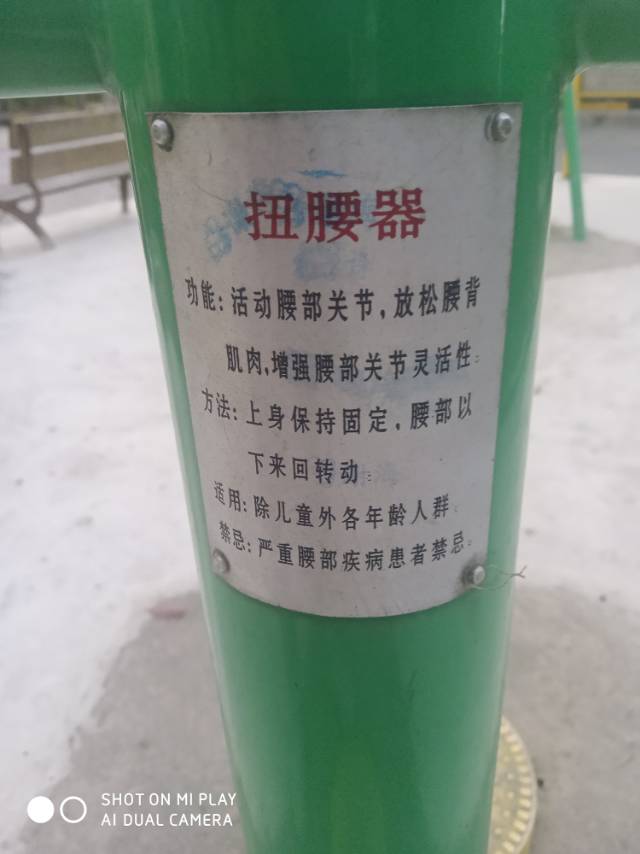 扭腰器
功能:活动腰部关节,放松腰背
肌肉,增强腰部关节灵活性。
方法:上身保持固定,腰部以
下来回转动。
适用:除儿童外各年龄人群。
禁忌:严重腰部疾病患者禁忌。
SHOT ON MI PLAY
AI DUAL CAMERA